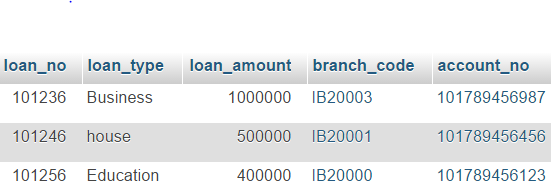 loan_no loan_type loan_amount branch_code account_no
101236 Business 1000000 IB20003 101789456987
101246 house 500000 IB20001 101789456456
101256 Education 400000 IB20000 101789456123